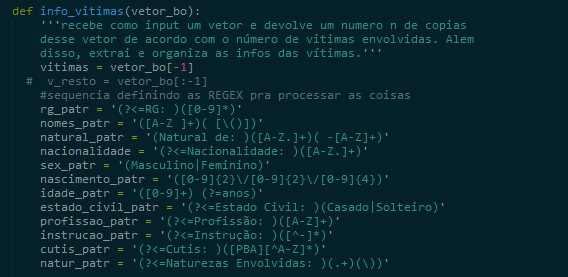 def info_vitimas(vetor_bo):
'''recebe como input um vetor e devolve um numero n de copias
desse vetor de acordo com o número de vitimas envolvidas. Alem
disso, extrai e organiza as infos das vítimas.'''
vitimas = vetor_bo[-1]
#  v_resto = vetor_bo[:-1]
#sequencia definindo as REGEX pra processar as coisas
rg_patr = '(?<=RG: )([0-9]*)'
nomes_patr = '([A-Z ]+)( [\()])'
natural_patr = '(Natural de: )([A-Z.]+)( -[A-Z]+)'
nacionalidade = '(?<=Nacionalidade: )([A-Z.]+)'
sex_patr = '(Masculino|Feminino)'
nascimento_patr = '([0-9]{2}\/[0-9]{2}\/[0-9]{4})'
idade_patr = '([0-9]+) (?=anos)'
estado_civil_patr = '(?<=Estado Civil: )(Casado|Solteiro)'
profissao_patr = '(?<=Profissão: )([A-Z]+)'
instrucao_patr = '(?<=Instrução: )([^-]*)'
cutis_patr = '(?<=Cutis: )([PBA][^A-Z]*)'
natur_patr = '(?<=Naturezas Envolvidas: )(.+)(\))'